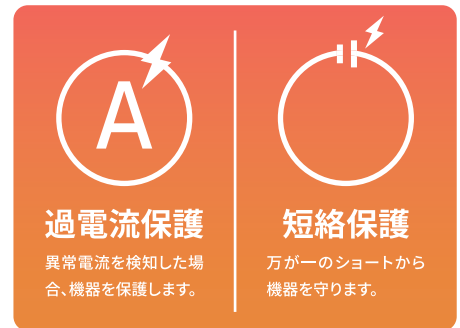 A
過電流保護
異常電流を検知した場
合、機器を保護します。
短絡保護
万が一のショートから
機器を守ります。